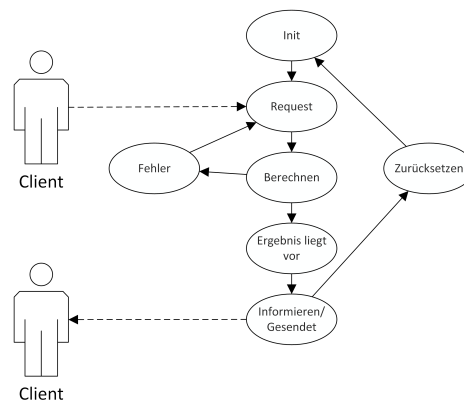 Init
Request
Client
Fehler
Berechnen
Zurücksetzen
Ergebnis liegt
vor
Informieren/
Gesendet
Client